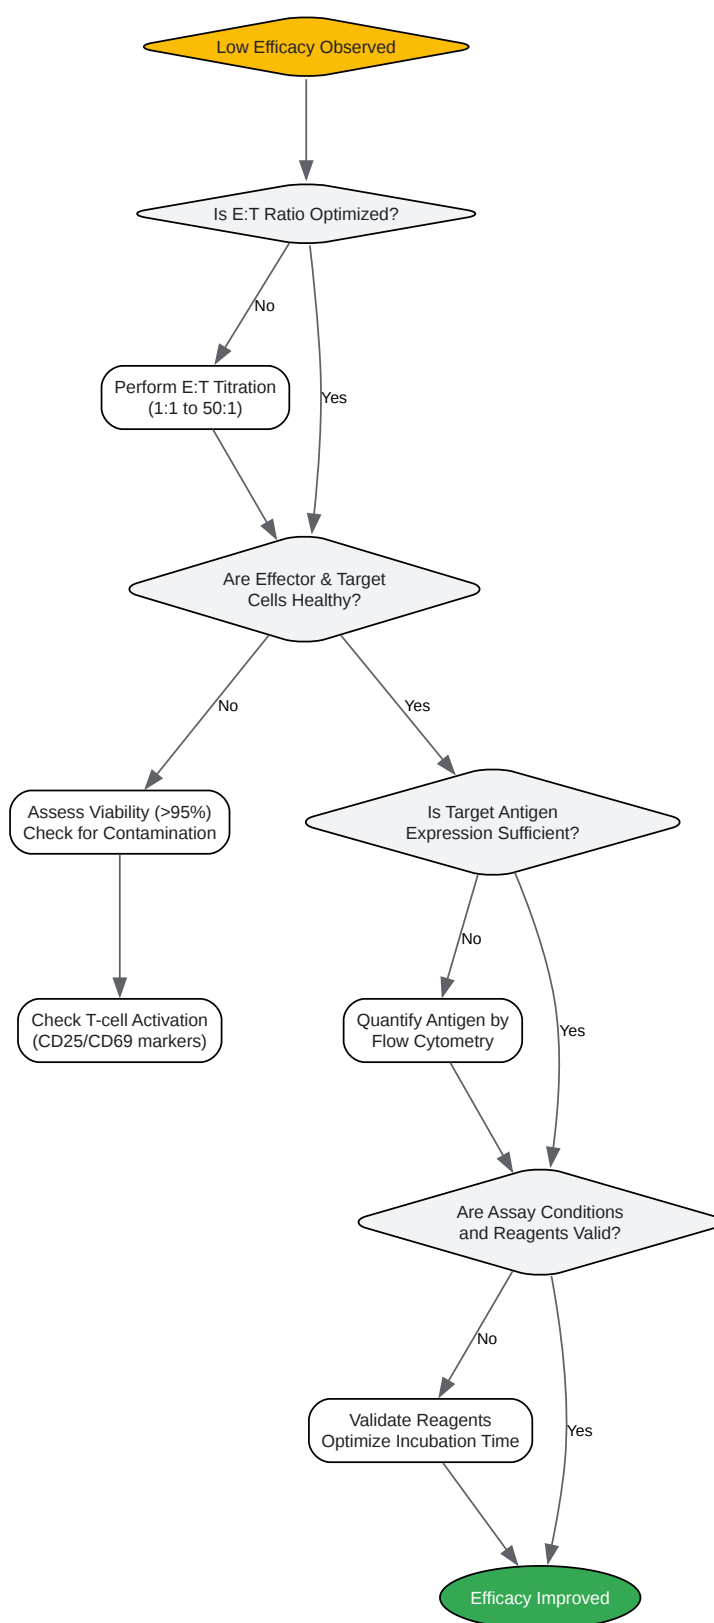 Low Efficacy Observed
Is E:T Ratio Optimized?
No
Perform E:T Titration
(1:1 to 50:1)
Yes
Are Effector & Target
Cells Healthy?
No
Yes
Assess Viability (>95%)
Check for Contamination
Is Target Antigen
Expression Sufficient?
No
Check T-cell Activation
(CD25/CD69 markers)
Quantify Antigen by
Flow Cytometry
Yes
Are Assay Conditions
and Reagents Valid?
No
Validate Reagents
Optimize Incubation Time
Yes
Efficacy Improved